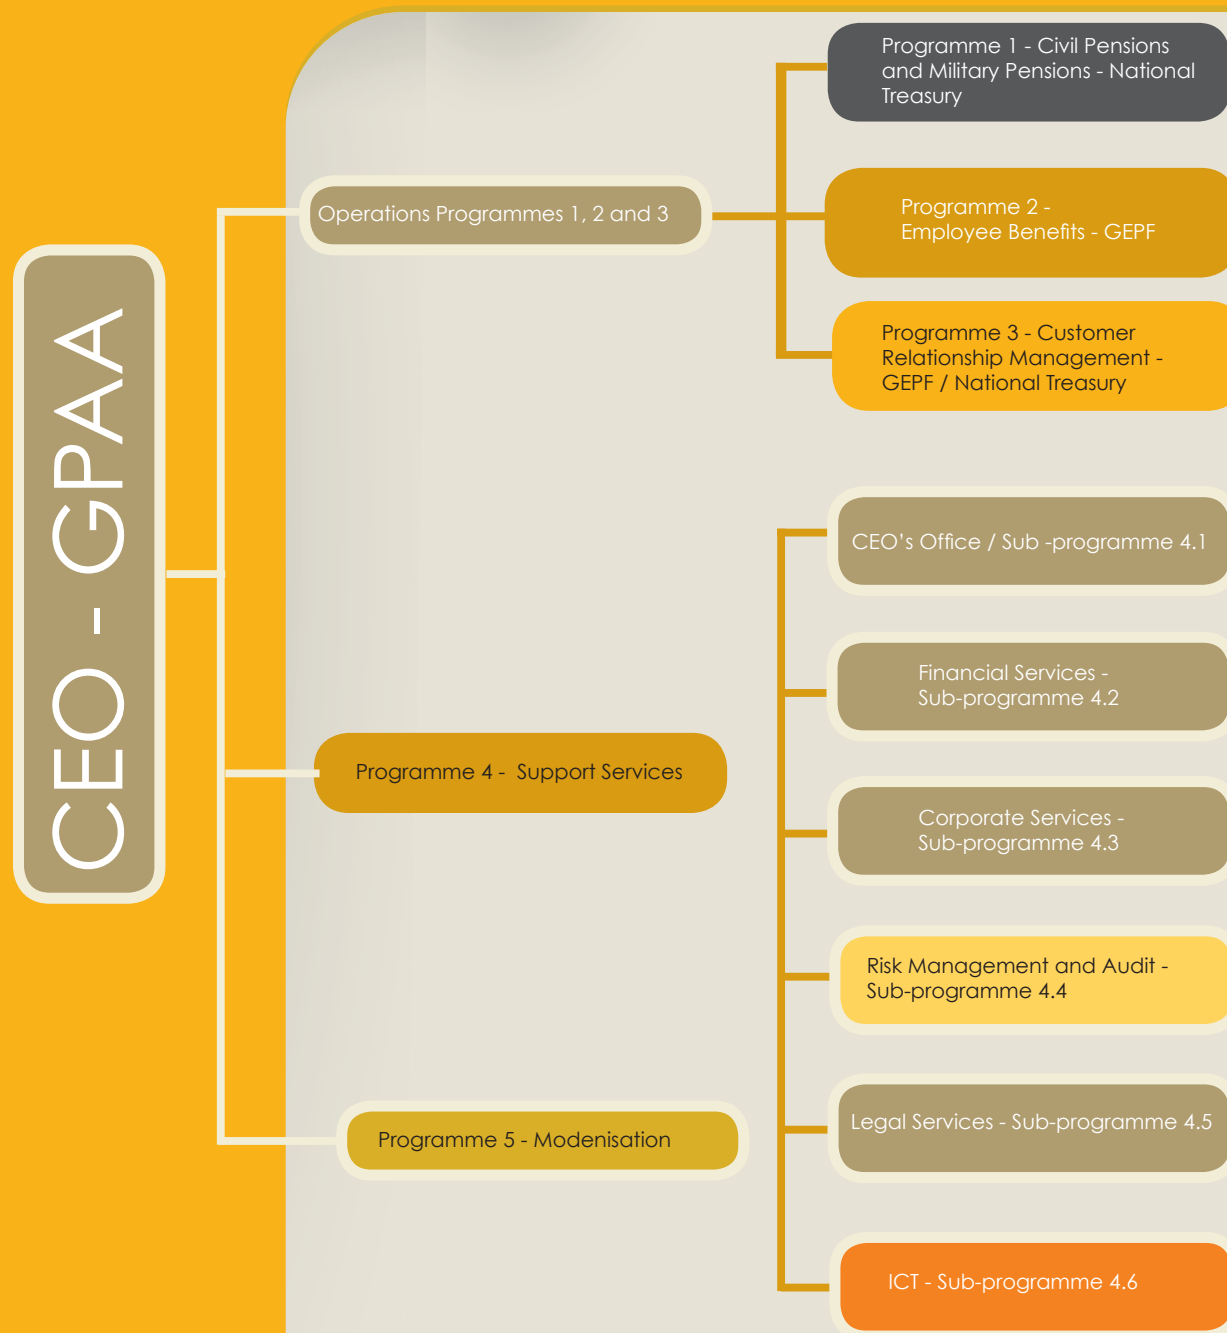 CEO - GPAA
Operations Programmes 1, 2 and 3
Programme 1 - Civil Pensions
and Military Pensions - National
Treasury
Programme 2 -
Employee Benefits - GEPF
Programme 3 - Customer
Relationship Management -
GEPF / National Treasury
Programme 4 - Support Services
CEO’s Office / Sub -programme 4.1
Financial Services -
Sub-programme 4.2
Corporate Services -
Sub-programme 4.3
Risk Management and Audit -
Sub-programme 4.4
Legal Services - Sub-programme 4.5
ICT - Sub-programme 4.6
Programme 5 - Modenisation